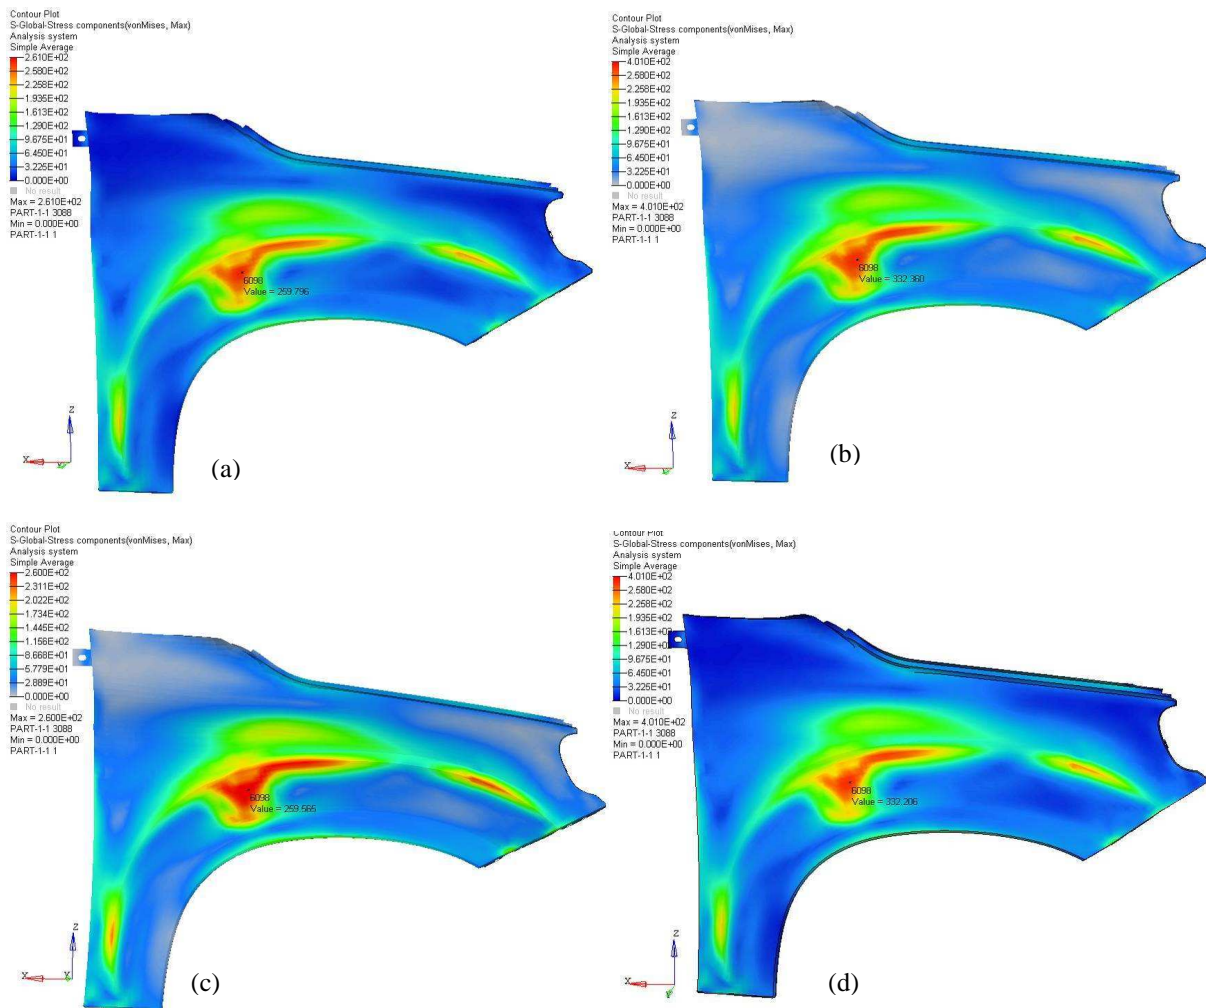 Contour Plot
S-Global-Stress components(vonMises, Max)
Analysis system
Simple Average
2.610E+02
2.580E+02
2.258E+02
1.935E+02
1.613E+02
1.290E+02
9.675E+01
6.450E+01
3.225E+01
0.000E+00
No result
Max = 2.610E+02
PART-1-1 3088
Min = 0.000E+00
PART-1-1 1
6098
Value = 259.796
Z
X
Y
(a)
Contour Plot
S-Global-Stress components(vonMises, Max)
Analysis system
Simple Average
4.010E+02
2.580E+02
2.258E+02
1.935E+02
1.613E+02
1.290E+02
9.675E+01
6.450E+01
3.225E+01
0.000E+00
No result
Max = 4.010E+02
PART-1-1 3088
Min = 0.000E+00
PART-1-1 1
6098
Value = 332.360
Z
X
Y
(b)
Contour Plot
S-Global-Stress components(vonMises, Max)
Analysis system
Simple Average
2.600E+02
2.311E+02
2.022E+02
1.734E+02
1.445E+02
1.156E+02
8.668E+01
5.779E+01
2.889E+01
0.000E+00
No result
Max = 2.600E+02
PART-1-1 3088
Min = 0.000E+00
PART-1-1 1
6098
Value = 259.565
Z
X
Y
(c)
Contour Plot
S-Global-Stress components(vonMises, Max)
Analysis system
Simple Average
4.010E+02
2.580E+02
2.258E+02
1.935E+02
1.613E+02
1.290E+02
9.675E+01
6.450E+01
3.225E+01
0.000E+00
No result
Max = 4.010E+02
PART-1-1 3088
Min = 0.000E+00
PART-1-1 1
6098
Value = 332.206
Z
X
Y
(d)